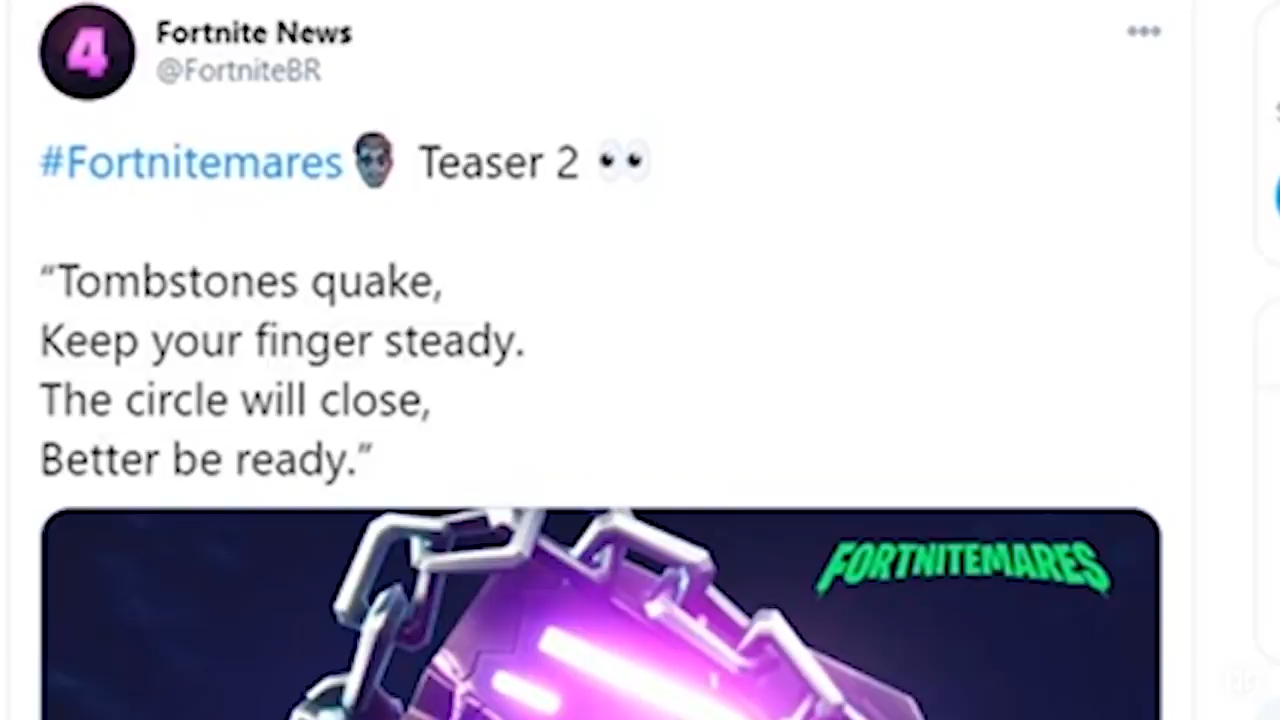 4
Fortnite News
@FortniteBR
#Fortnitemares Teaser 2
“Tombstones quake,
Keep your finger steady.
The circle will close,
Better be ready.”
FORTNITEMARES